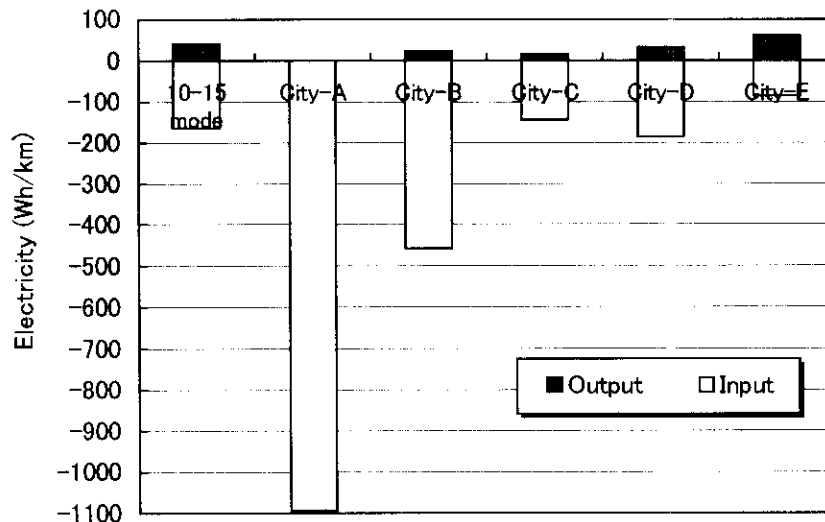 100
0
-100
-200
-300
-400
-500
-600
-700
-800
-900
-1000
-1100
Electricity (Wh/km)
10-15 mode
City-A
City-B
City-C
City-D
City-E
Output
Input